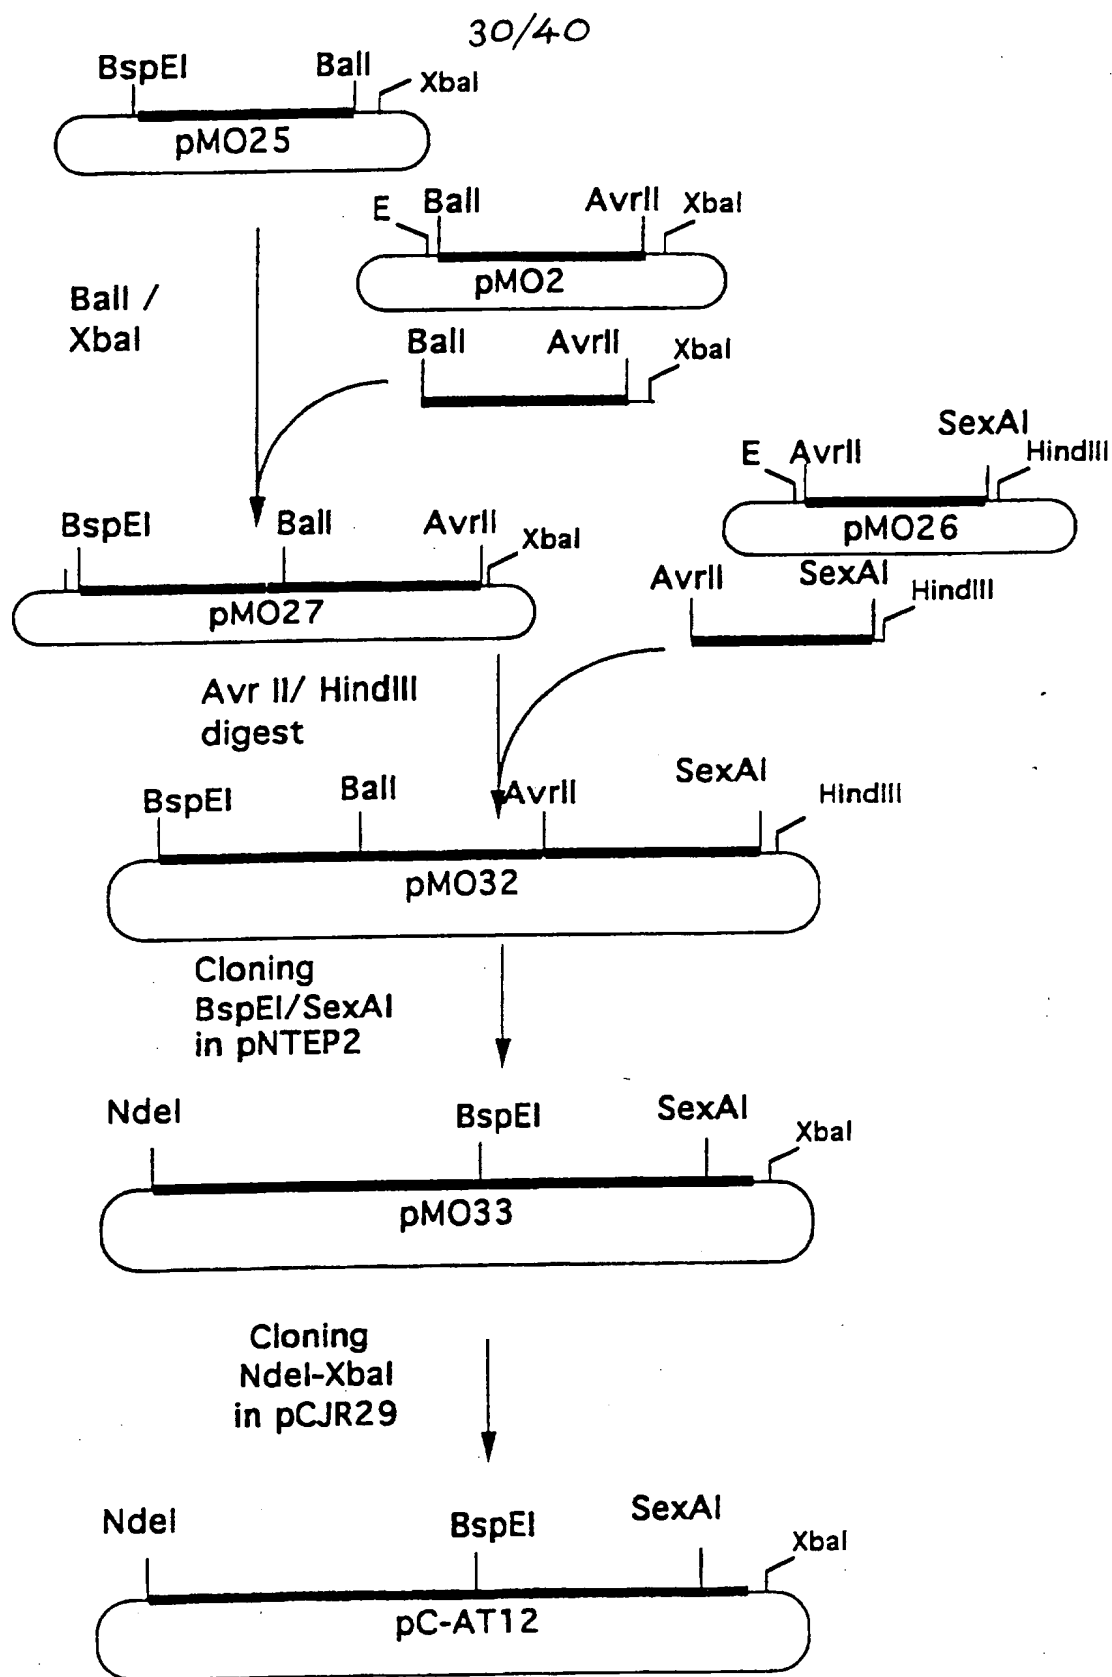 30/40
BspEI BalI XbaI
pMO25
E BalI AvrII XbaI
pMO2
BalI /
XbaI
BalI AvrII XbaI
E AvrII SexAI HindIII
pMO26
BspEI BalI AvrII XbaI
pMO27
AvrII SexAI HindIII
Avr II/ HindIII
digest
BspEI BalI AvrII SexAI HindIII
pMO32
Cloning
BspEI/SexAI
in pNTEP2
NdeI BspEI SexAI XbaI
pMO33
Cloning
NdeI-XbaI
in pCJR29
NdeI BspEI SexAI XbaI
pC-AT12